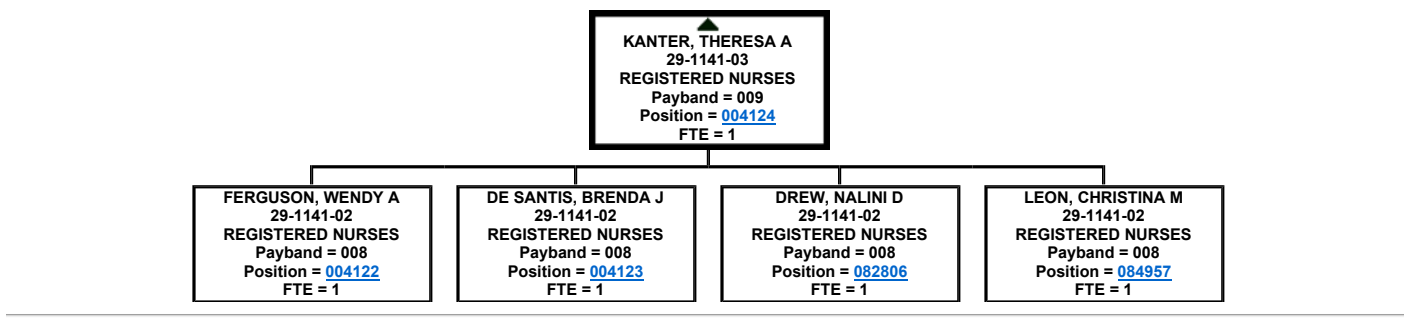 KANTER, THERESA A
29-1141-03
REGISTERED NURSES
Payband = 009
Position = 004124
FTE = 1
FERGUSON, WENDY A
29-1141-02
REGISTERED NURSES
Payband = 008
Position = 004122
FTE = 1
DE SANTIS, BRENDA J
29-1141-02
REGISTERED NURSES
Payband = 008
Position = 004123
FTE = 1
DREW, NALINI D
29-1141-02
REGISTERED NURSES
Payband = 008
Position = 082806
FTE = 1
LEON, CHRISTINA M
29-1141-02
REGISTERED NURSES
Payband = 008
Position = 084957
FTE = 1